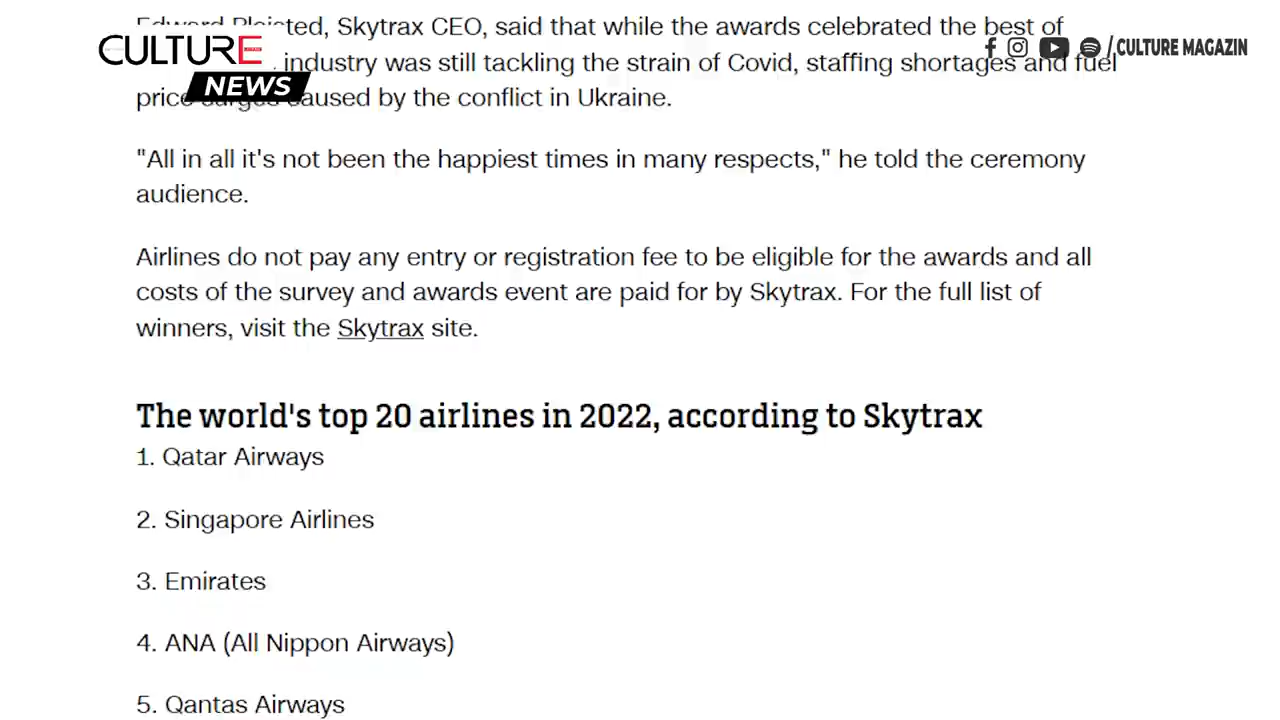 CULTURE
NEWS
/CULTURE MAGAZIN
Edward ted, Skytrax CEO, said that while the awards celebrated the best of
industry was still tackling the strain of Covid, staffing shortages and fuel
price surges caused by the conflict in Ukraine.
"All in all it's not been the happiest times in many respects," he told the ceremony
audience.
Airlines do not pay any entry or registration fee to be eligible for the awards and all
costs of the survey and awards event are paid for by Skytrax. For the full list of
winners, visit the Skytrax site.
The world's top 20 airlines in 2022, according to Skytrax
1. Qatar Airways
2. Singapore Airlines
3. Emirates
4. ANA (All Nippon Airways)
5. Qantas Airways